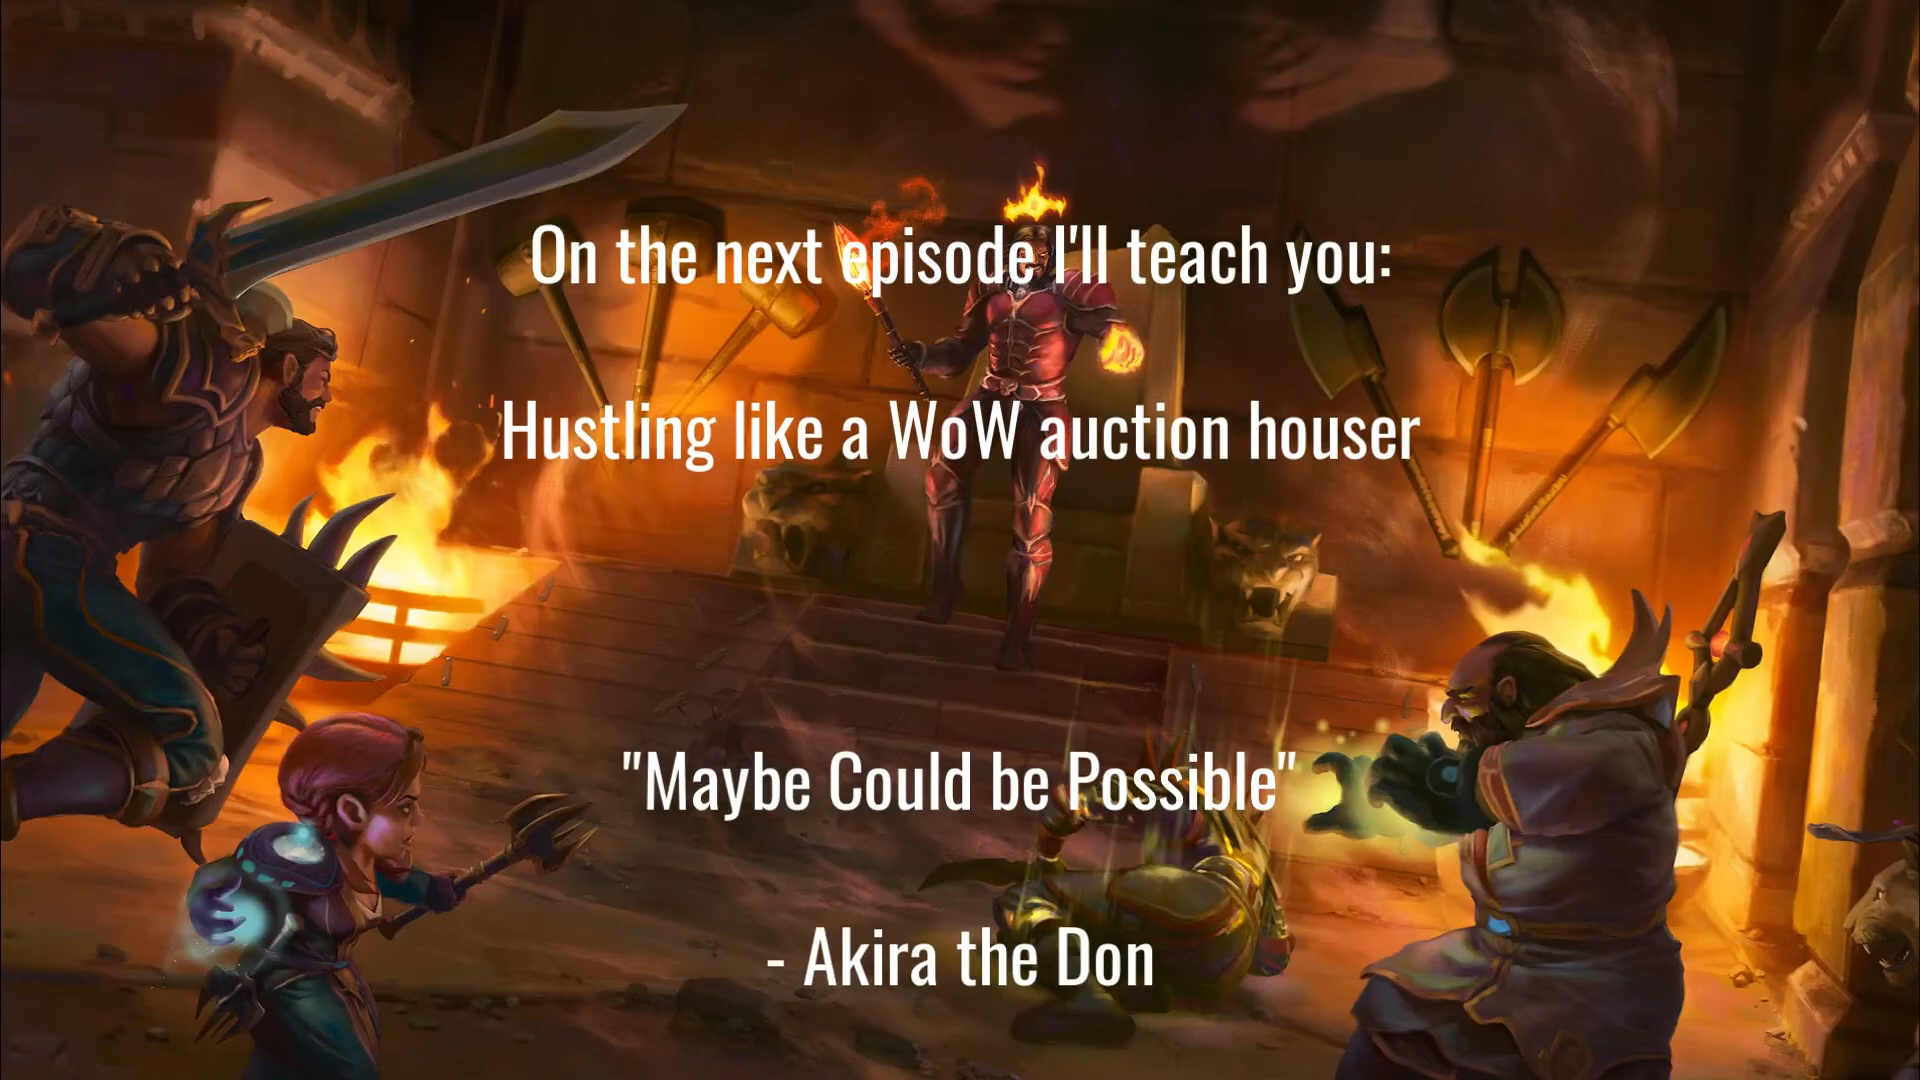 On the next episode I'll teach you:
Hustling like a WoW auction houser
"Maybe Could be Possible"
- Akira the Don